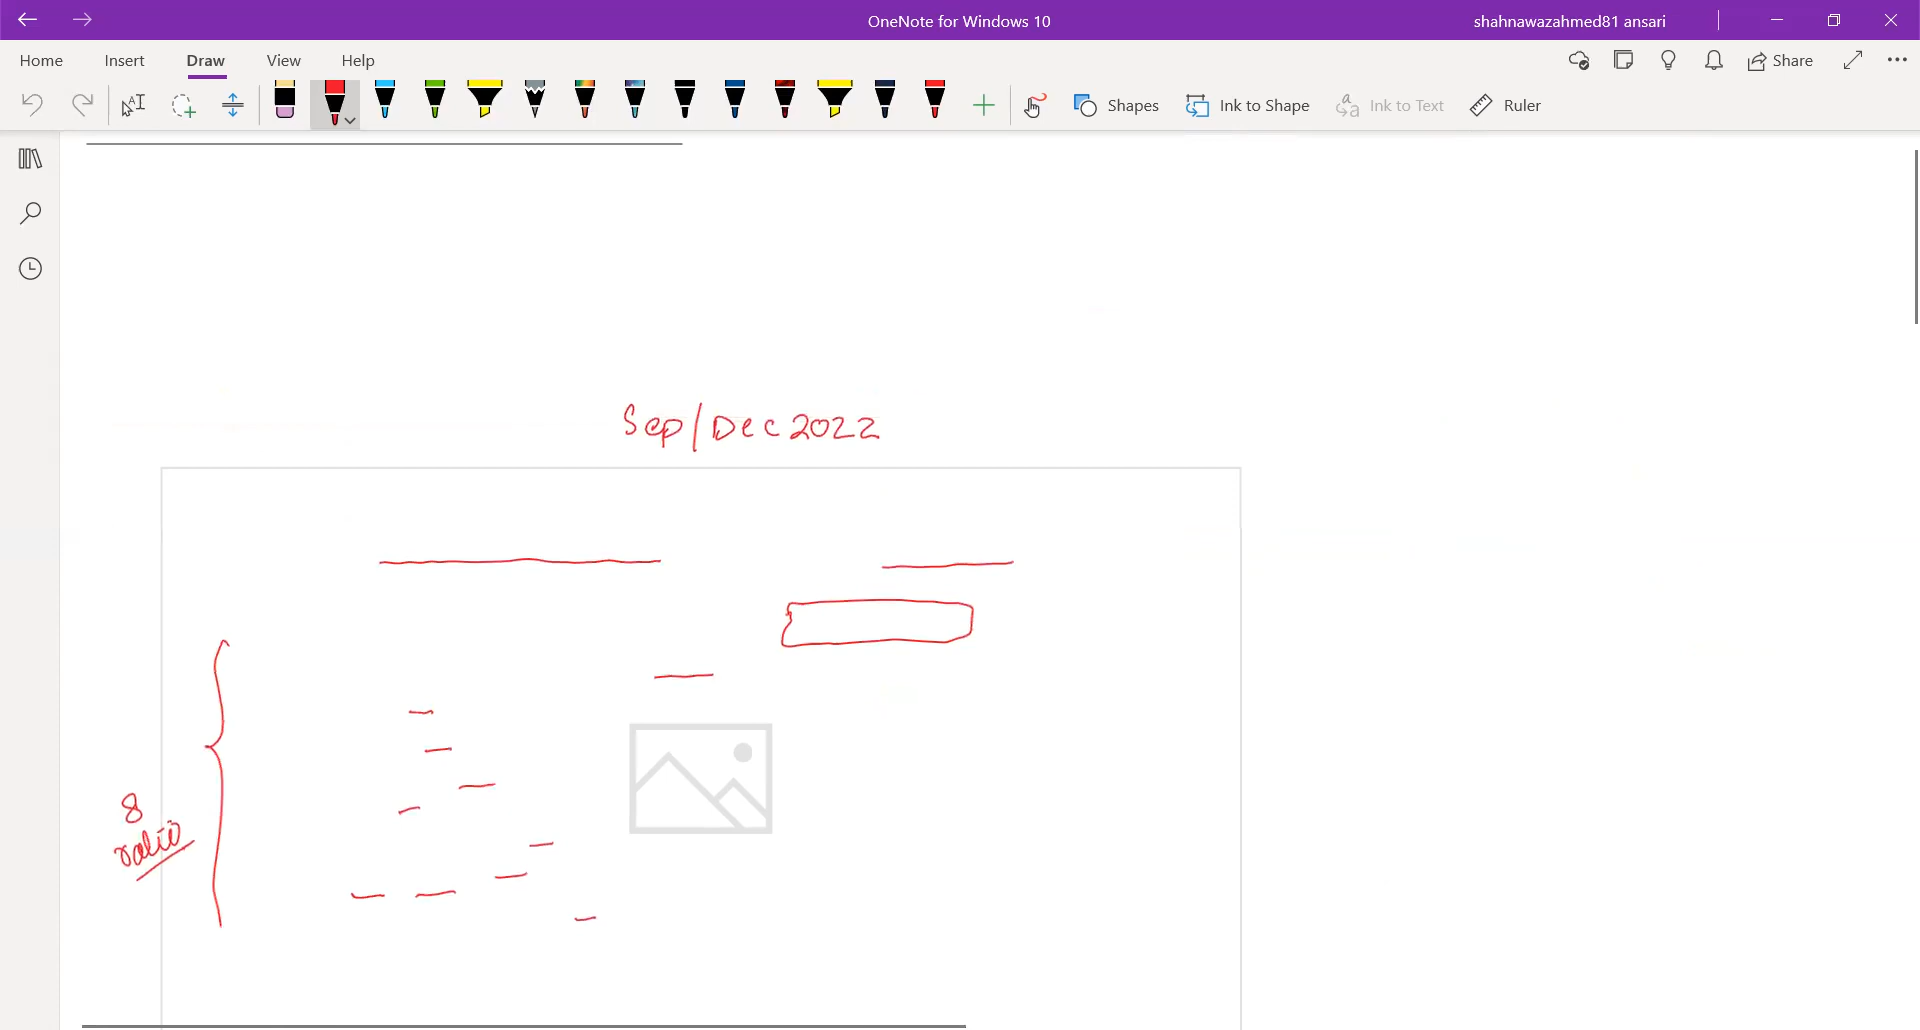 OneNote for Windows 10
shahnawazahmed81 ansari
Home Insert Draw View Help
Share
Shapes Ink to Shape Ink to Text Ruler
Sep/Dec 2022
8
ratio